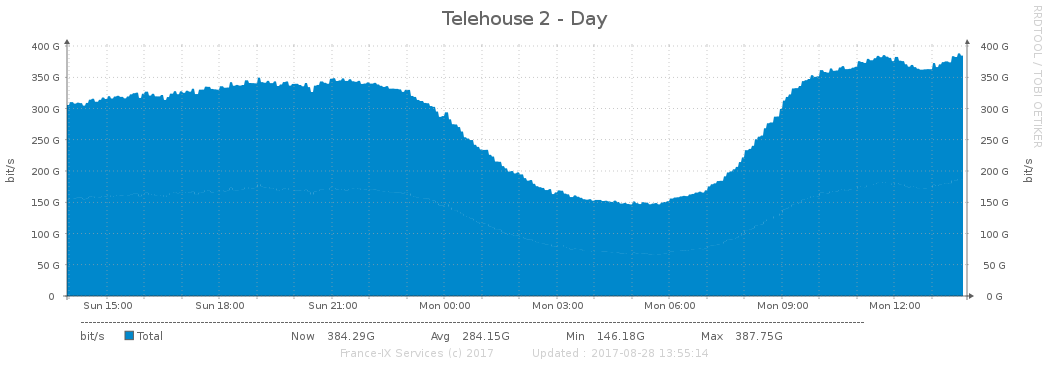 Telehouse 2 - Day
RRDTOOL / TOBI OETIKER
bit/s
400 G
350 G
300 G
250 G
200 G
150 G
100 G
50 G
0
400 G
350 G
300 G
250 G
200 G
150 G
100 G
50 G
0 G
bit/s
Sun 15:00 Sun 18:00 Sun 21:00 Mon 00:00 Mon 03:00 Mon 06:00 Mon 09:00 Mon 12:00
bit/s Total Now 384.29G Avg 284.15G Min 146.18G Max 387.75G
France-IX Services (c) 2017 Updated : 2017-08-28 13:55:14